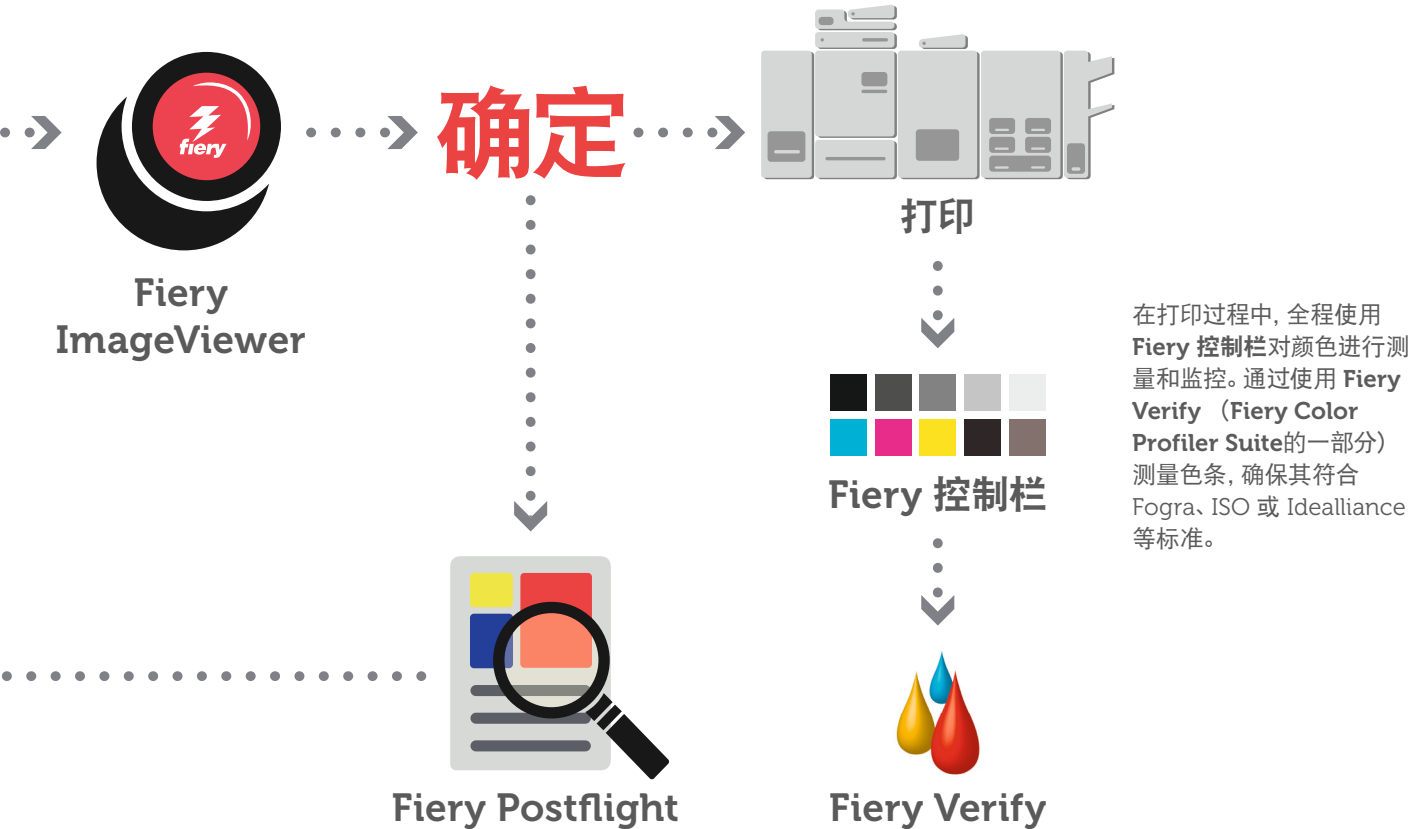 fiery
确定
打印
Fiery
ImageViewer
在打印过程中, 全程使用
Fiery 控制栏对颜色进行测
量和监控。通过使用 Fiery
Verify （Fiery Color
Profiler Suite的一部分）
测量色条, 确保其符合
Fogra、ISO 或 Idealliance
等标准。
Fiery 控制栏
Fiery Postflight
Fiery Verify